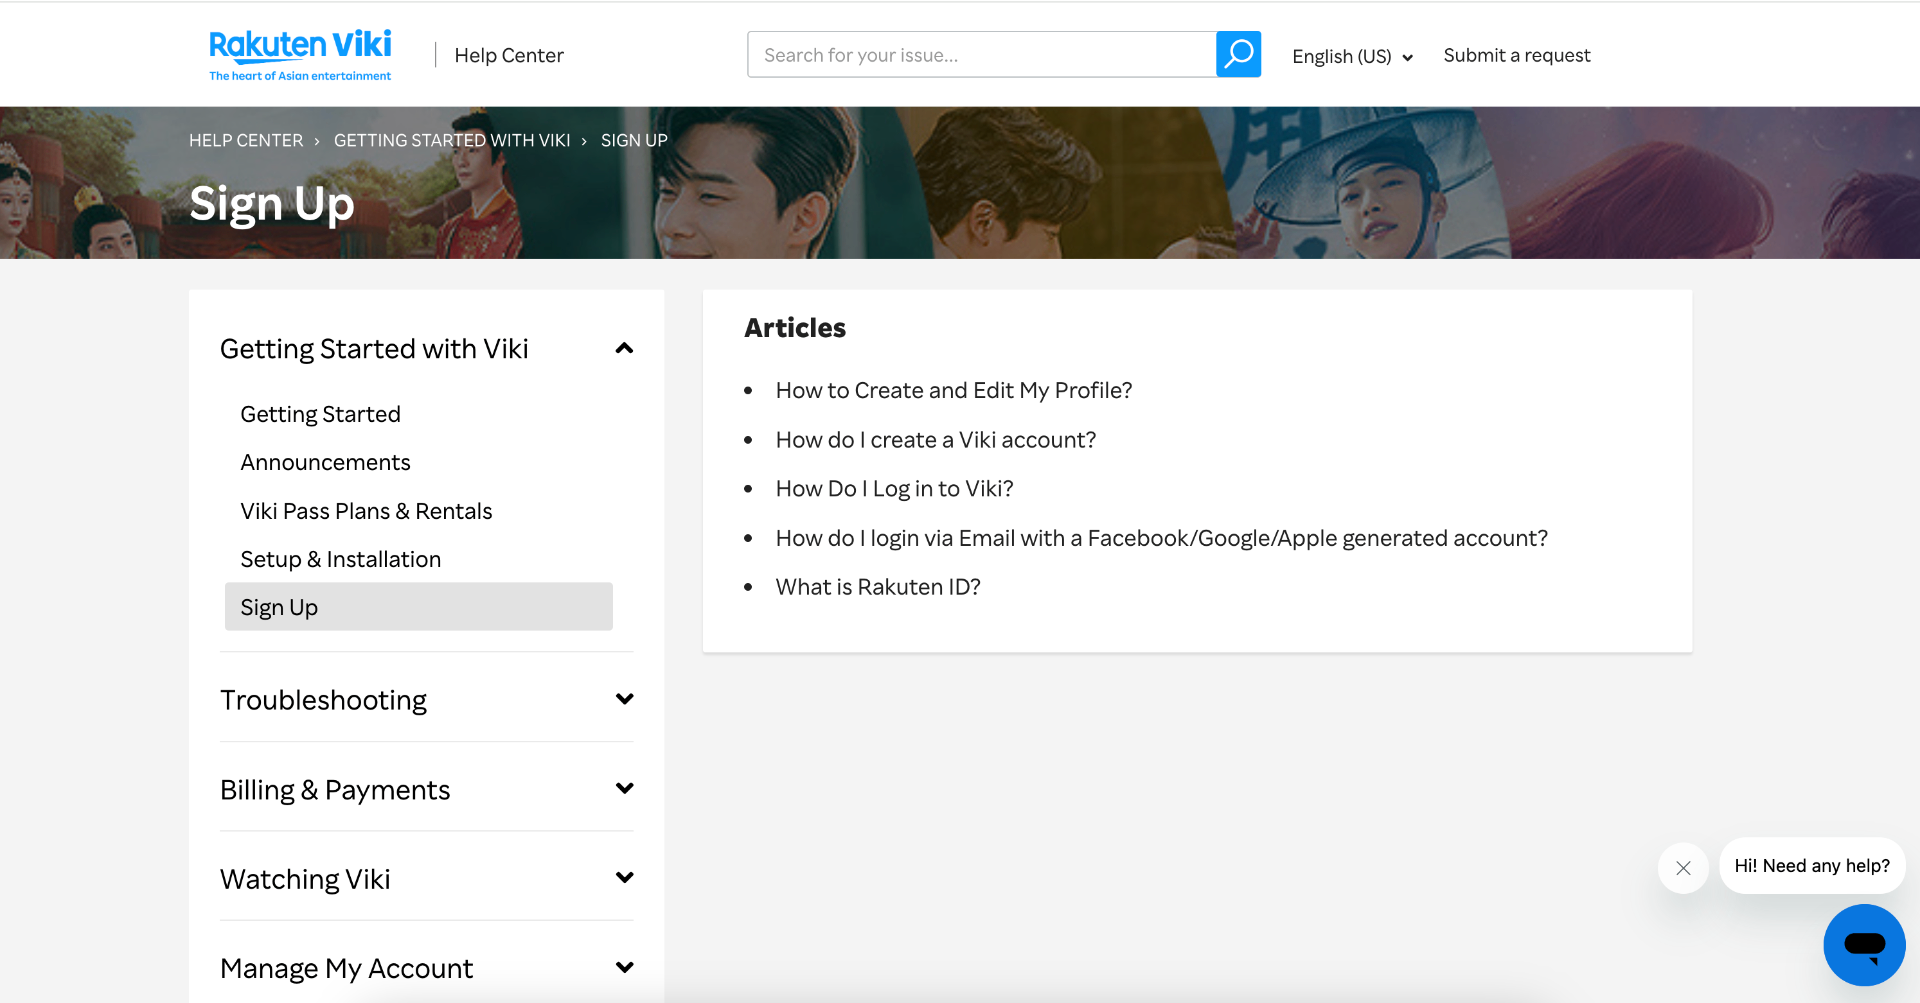 Rakuten Viki
The heart of Asian entertainment
Help Center
Search for your issue...
English (US)
Submit a request
HELP CENTER › GETTING STARTED WITH VIKI › SIGN UP
Sign Up
Getting Started with Viki
Getting Started
Announcements
Viki Pass Plans & Rentals
Setup & Installation
Sign Up
Troubleshooting
Billing & Payments
Watching Viki
Manage My Account
Articles
• How to Create and Edit My Profile?
• How do I create a Viki account?
• How Do I Log in to Viki?
• How do I login via Email with a Facebook/Google/Apple generated account?
• What is Rakuten ID?
Hi! Need any help?